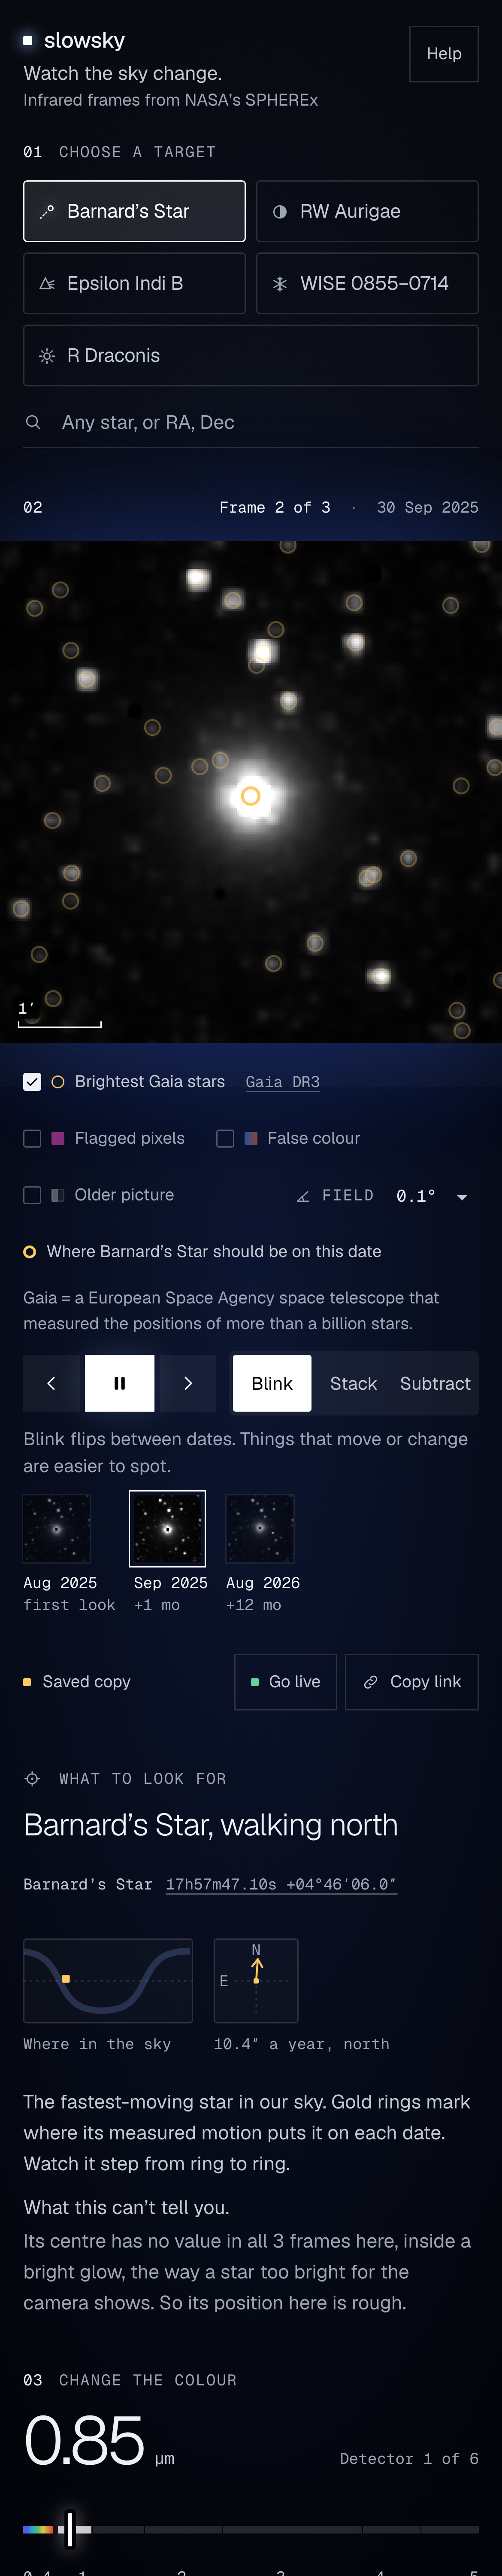 slowsky
Help
Watch the sky change.
Infrared frames from NASA’s SPHEREx
01 CHOOSE A TARGET
Barnard’s Star
RW Aurigae
Epsilon Indi B
WISE 0855–0714
R Draconis
Any star, or RA, Dec
02 Frame 2 of 3 · 30 Sep 2025
1′
Brightest Gaia stars Gaia DR3
Flagged pixels False colour
Older picture FIELD 0.1°
Where Barnard’s Star should be on this date
Gaia = a European Space Agency space telescope that
measured the positions of more than a billion stars.
Blink Stack Subtract
Blink flips between dates. Things that move or change
are easier to spot.
Aug 2025 Sep 2025 Aug 2026
first look +1 mo +12 mo
Saved copy Go live Copy link
WHAT TO LOOK FOR
Barnard’s Star, walking north
Barnard’s Star 17h57m47.10s +04°46′06.0″
N
E
Where in the sky 10.4″ a year, north
The fastest-moving star in our sky. Gold rings mark
where its measured motion puts it on each date.
Watch it step from ring to ring.
What this can’t tell you.
Its centre has no value in all 3 frames here, inside a
bright glow, the way a star too bright for the
camera shows. So its position here is rough.
03 CHANGE THE COLOUR
0.85 µm Detector 1 of 6